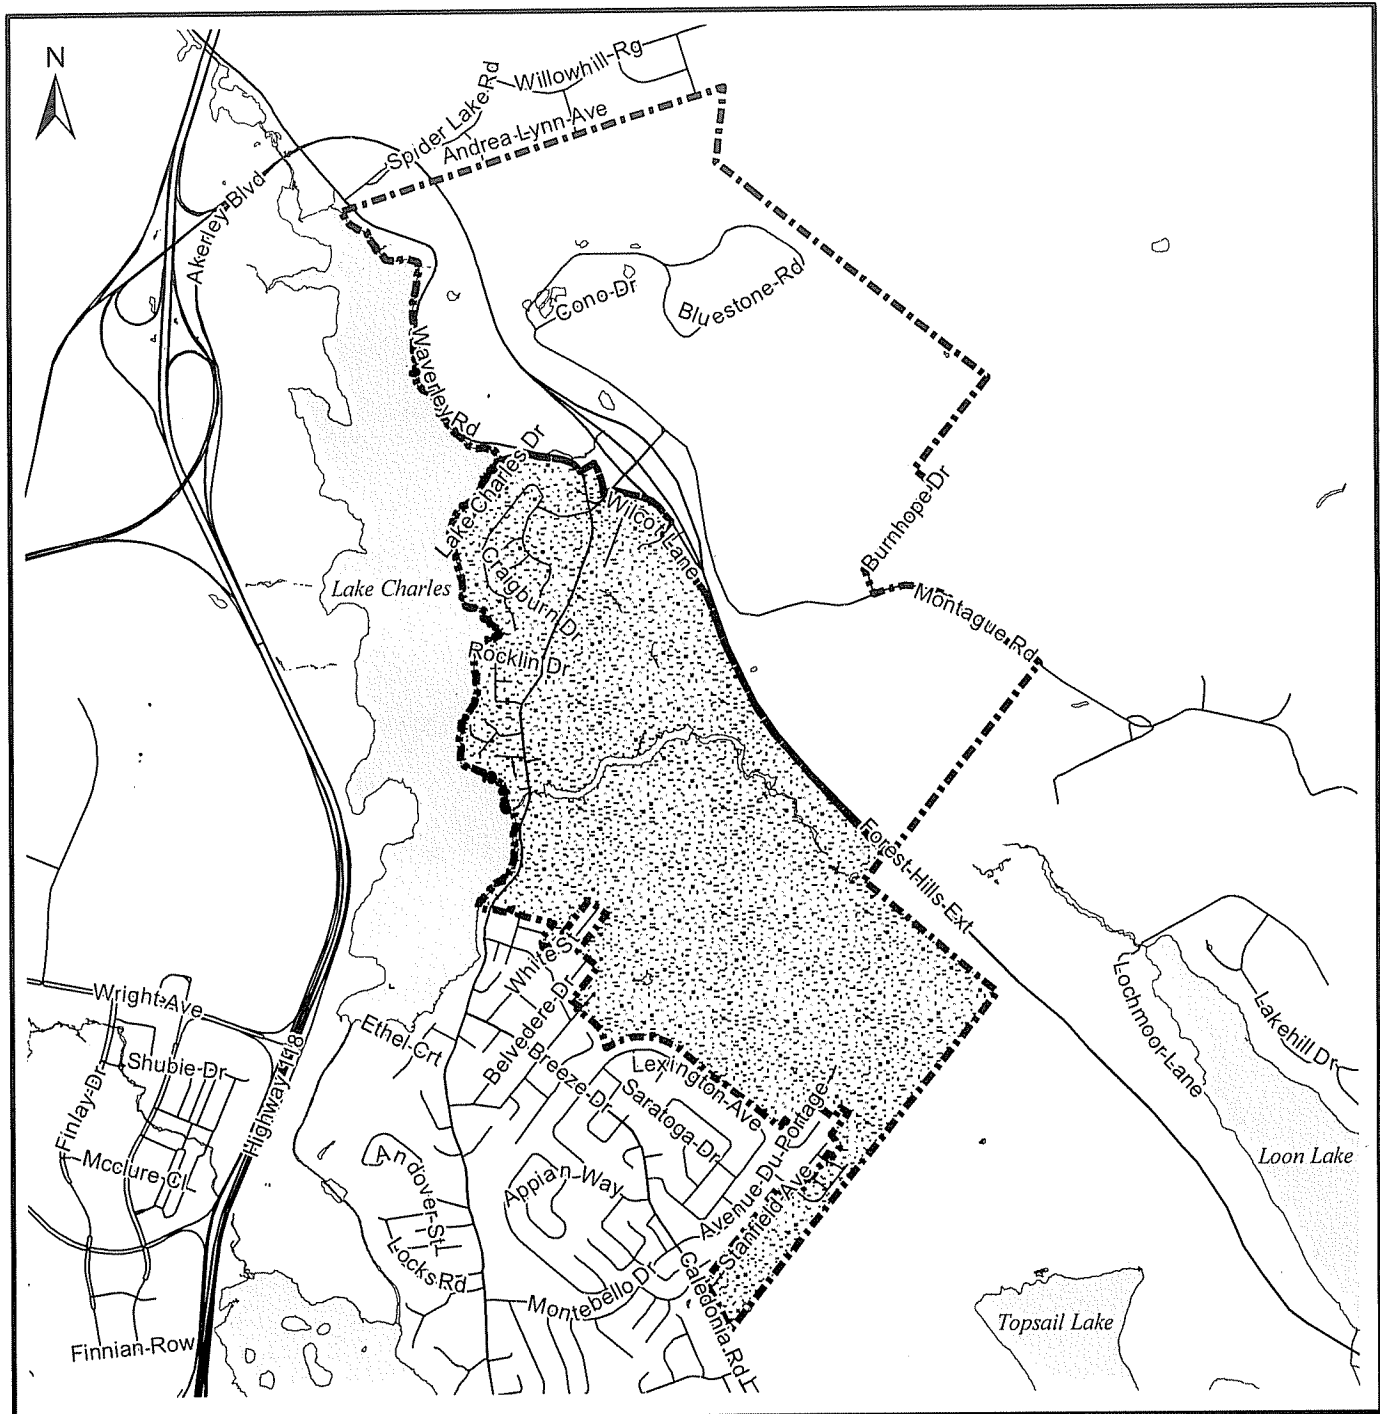 N
Willowhill Rg
Spider Lake Rd
Andrea Lynn Ave
Akerley Blvd
Cono Dr
Bluestone Rd
Waverley Rd
Lake Charles Dr
Wilcot Lane
Burnhope Dr
Lake Charles
Craigburn Dr
Montague Rd
Rocklin Dr
Forest Hills Ext
White St
Belvedere Dr
Wright Ave
Ethel Crt
Lochmoor Lane
Lakehill Dr
Shubie Dr
Breeze Dr
Lexington Ave
Finlay Dr
Highway 118
Saratoga Dr
Mcclure Cl
Avenue Du Portage
Loon Lake
Andover St
Appian Way
Stanfield Ave
Locks Rd
Montebello Dr
Caledonia Rd
Topsail Lake
Finnian Row